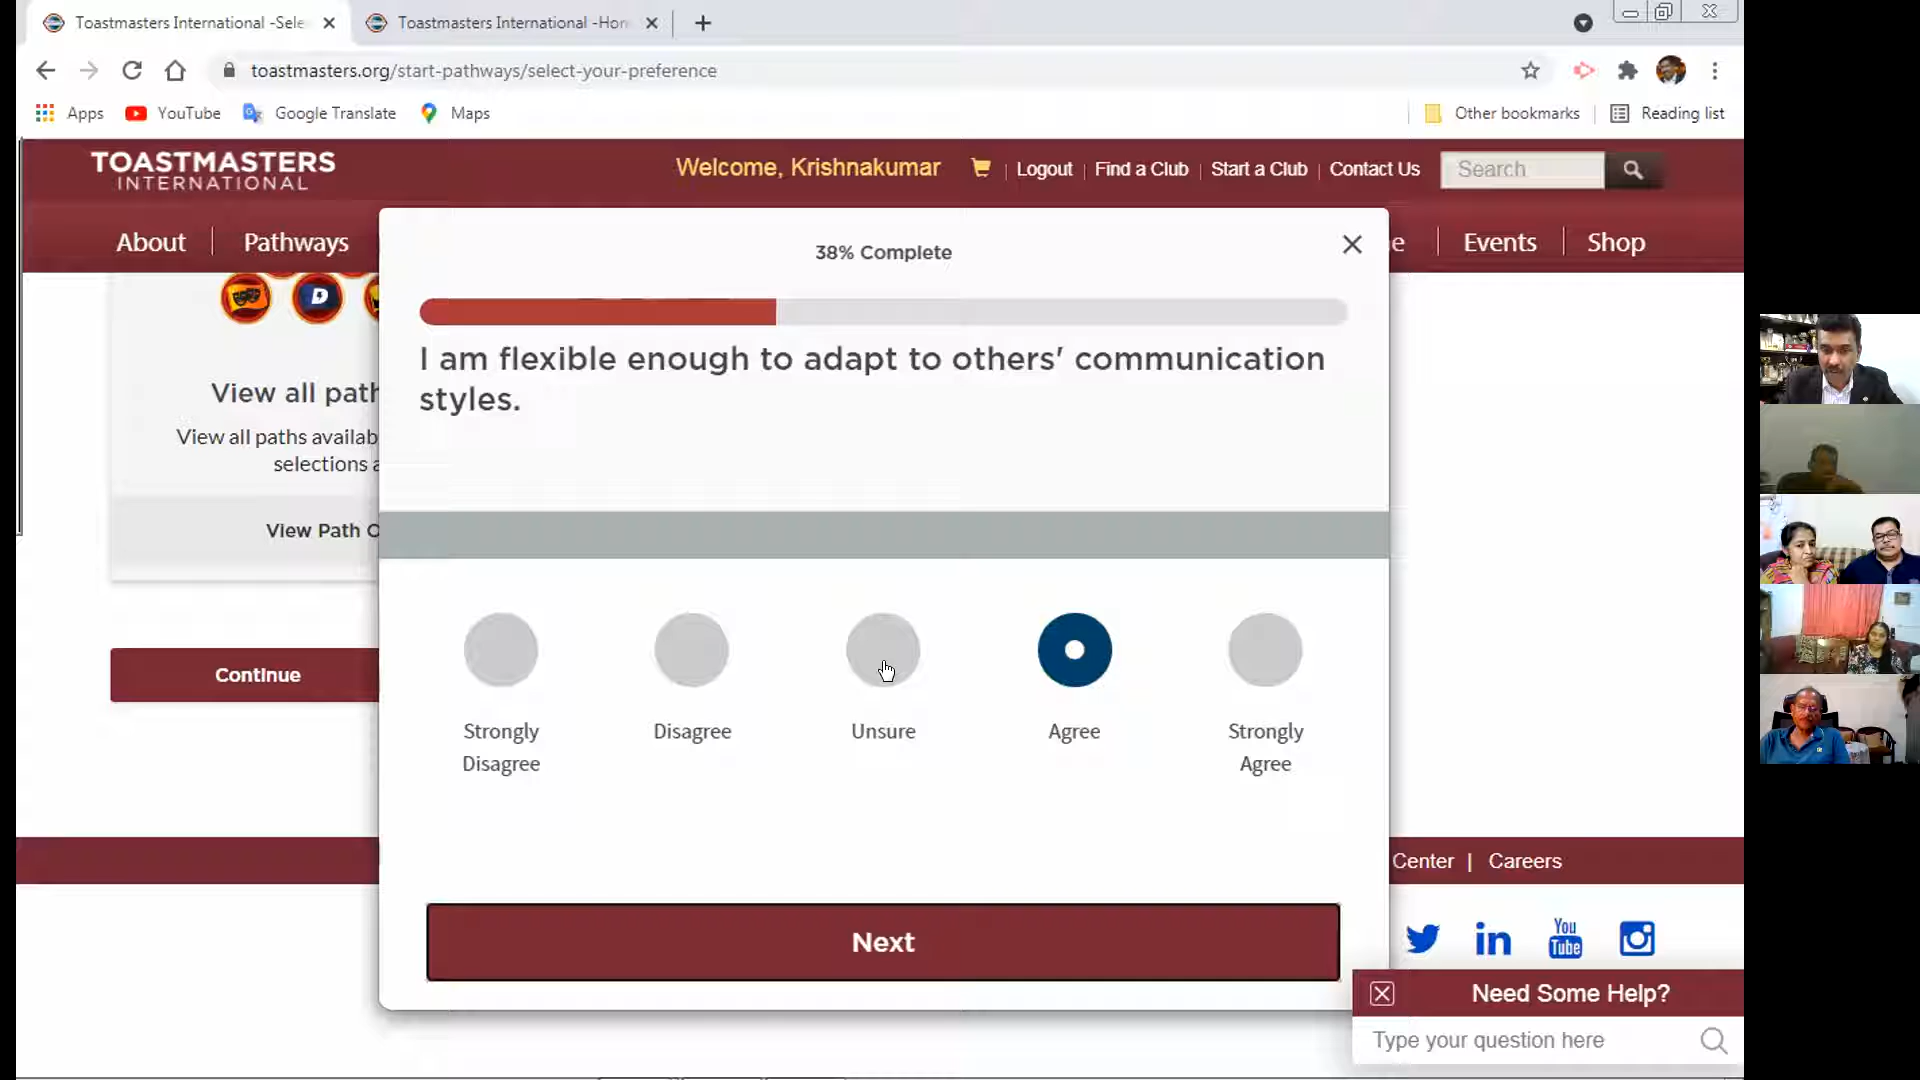 Toastmasters International -Sele
Toastmasters International -Hom
toastmasters.org/start-pathways/select-your-preference
Apps
YouTube
Google Translate
Maps
Other bookmarks
Reading list
TOASTMASTERS
INTERNATIONAL
Welcome, Krishnakumar
Logout
Find a Club
Start a Club
Contact Us
Search
About
Pathways
e
Events
Shop
38% Complete
I am flexible enough to adapt to others' communication
styles.
D
View all path
View all paths availab
selections a
View Path O
Continue
Strongly
Disagree
Disagree
Unsure
Agree
Strongly
Agree
Next
Center | Careers
in
You
Tube
Need Some Help?
Type your question here